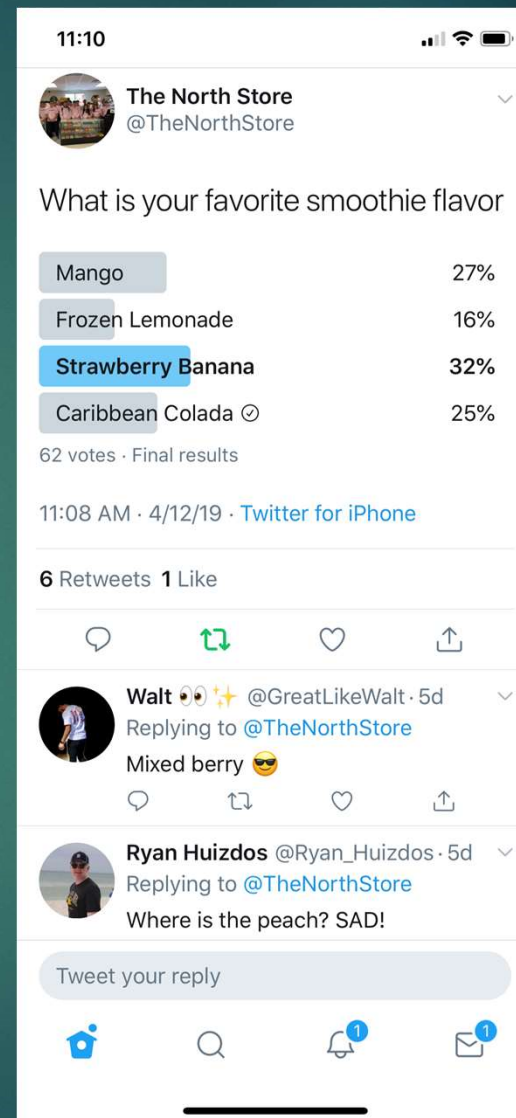 11:10
The North Store
@TheNorthStore
What is your favorite smoothie flavor
Mango 27%
Frozen Lemonade 16%
Strawberry Banana 32%
Caribbean Colada 25%
62 votes · Final results
11:08 AM · 4/12/19 · Twitter for iPhone
6 Retweets 1 Like
Walt 👀✨ @GreatLikeWalt · 5d
Replying to @TheNorthStore
Mixed berry 😎
Ryan Huizdos @Ryan_Huizdos · 5d
Replying to @TheNorthStore
Where is the peach? SAD!
Tweet your reply
1 1